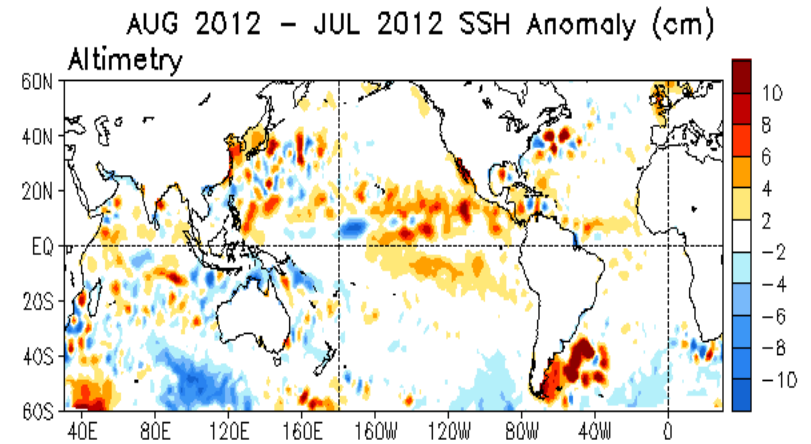 AUG 2012 - JUL 2012 SSH Anomaly (cm)
Altimetry
60N
40N
20N
EQ
20S
40S
60S
40E 80E 120E 160E 160W 120W 80W 40W 0
10
8
6
4
2
-2
-4
-6
-8
-10